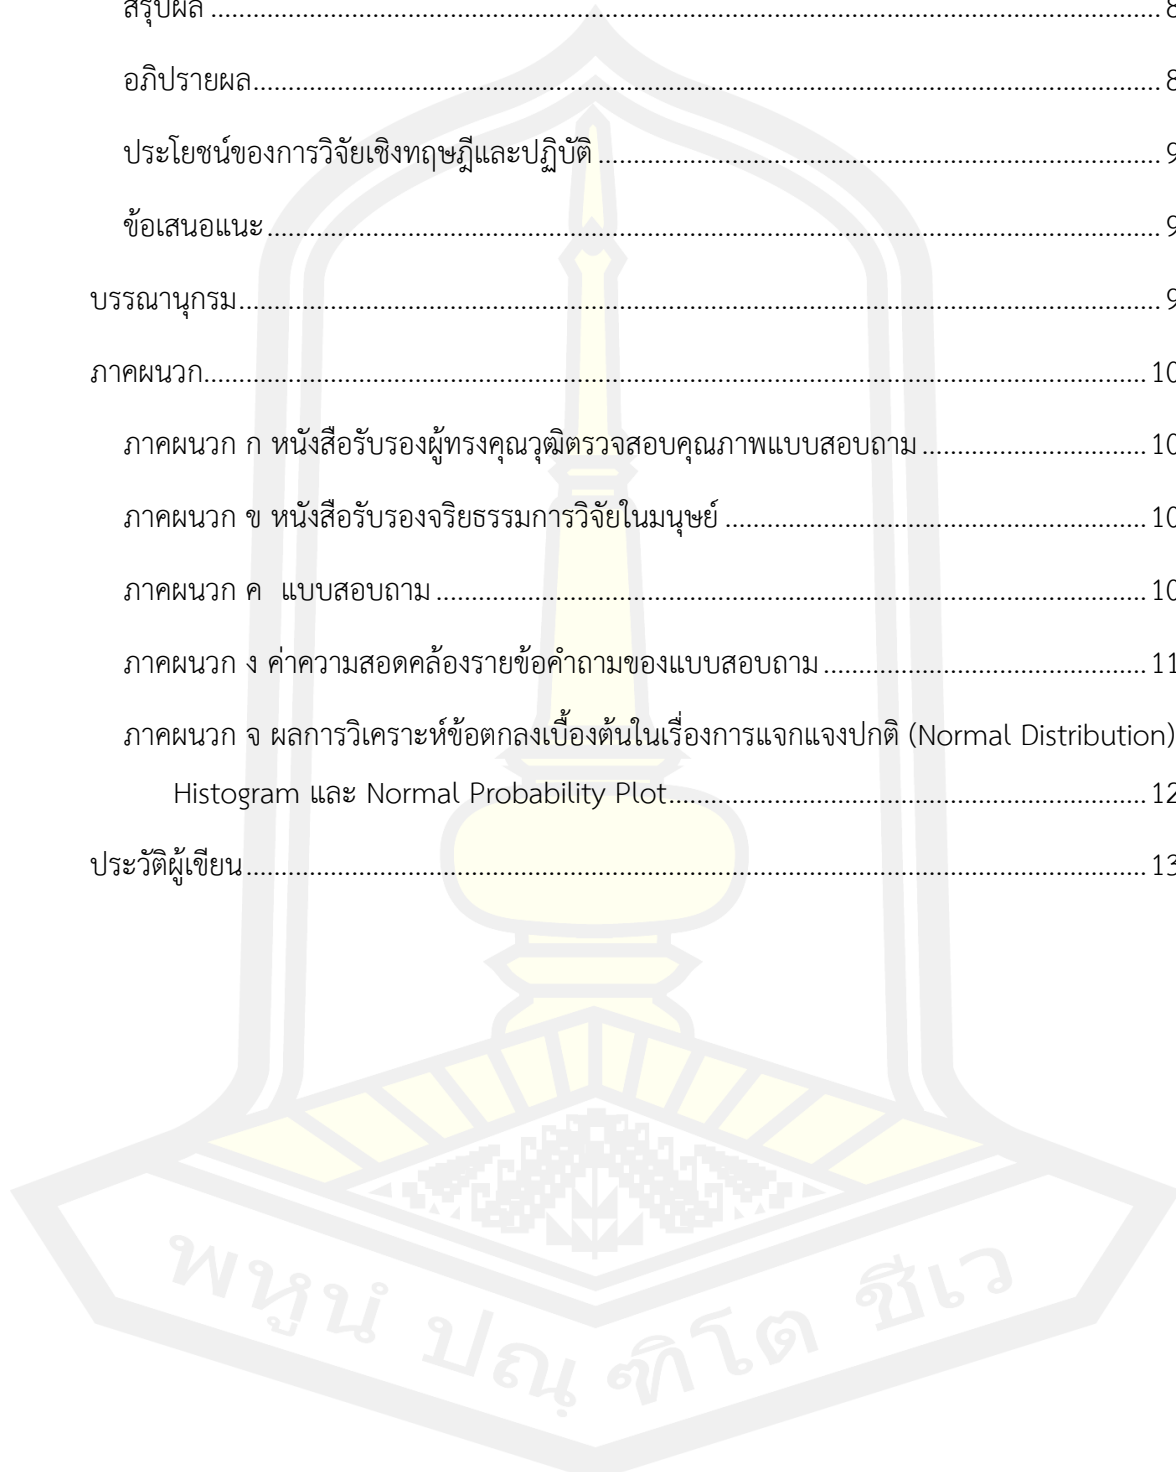 สรุปผล ........ 8
อภิปรายผล ........ 8
ประโยชน์ของการวิจัยเชิงทฤษฎีและปฏิบัติ ........ 9
ข้อเสนอแนะ ........ 9
บรรณานุกรม ........ 9
ภาคผนวก ........ 10
ภาคผนวก ก หนังสือรับรองผู้ทรงคุณวุฒิตรวจสอบคุณภาพแบบสอบถาม ........ 10
ภาคผนวก ข หนังสือรับรองจริยธรรมการวิจัยในมนุษย์ ........ 10
ภาคผนวก ค แบบสอบถาม ........ 10
ภาคผนวก ง ค่าความสอดคล้องรายข้อคำถามของแบบสอบถาม ........ 11
ภาคผนวก จ ผลการวิเคราะห์ข้อตกลงเบื้องต้นในเรื่องการแจกแจงปกติ (Normal Distribution)
Histogram และ Normal Probability Plot ........ 12
ประวัติผู้เขียน ........ 13
พหูนํ ปณฺฑิโต ชีเว